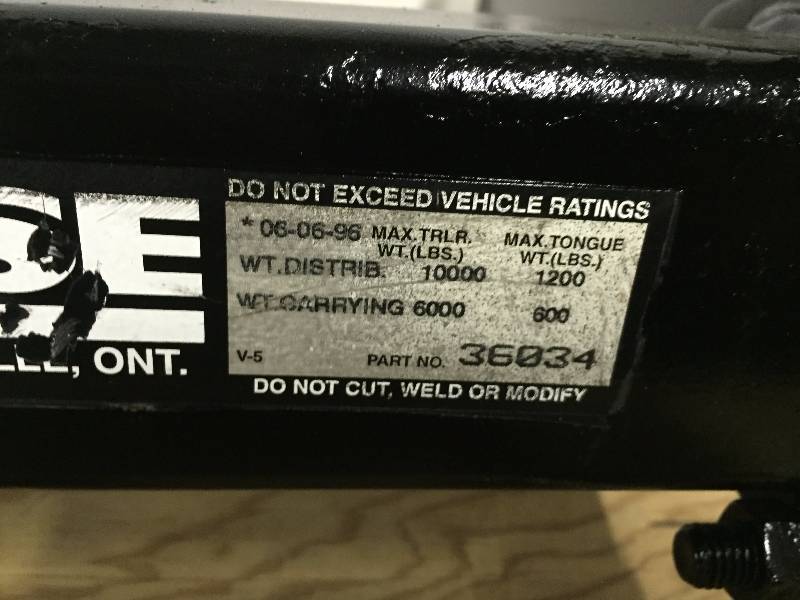 DO NOT EXCEED VEHICLE RATINGS
* 06-06-96 MAX.TRLR. WT.(LBS.) MAX.TONGUE WT.(LBS.)
WT.DISTRIB. 10000 1200
WT.CARRYING 6000 600
V-5 PART NO. 36034
DO NOT CUT, WELD OR MODIFY
SE
ONT.